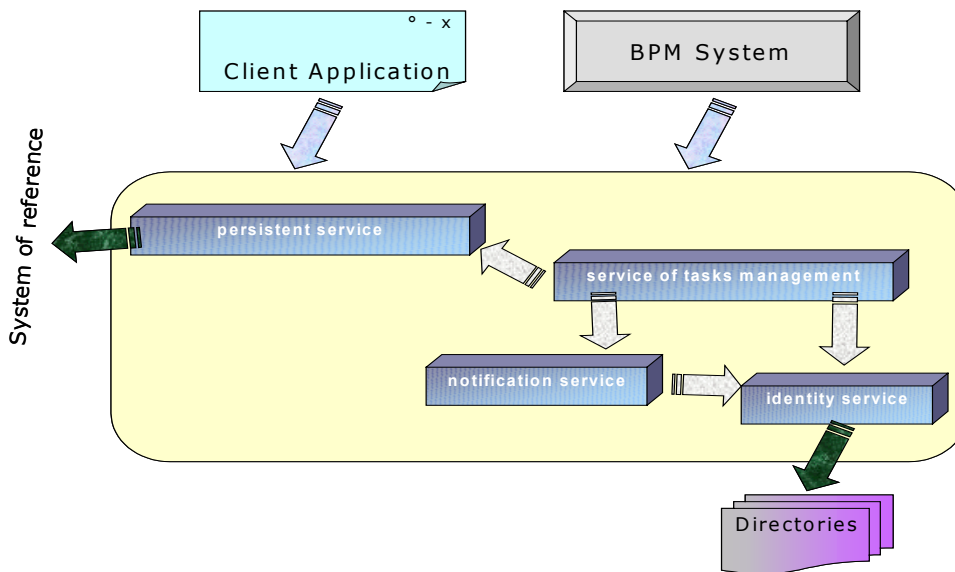 ° - x
Client Application
BPM System
System of reference
persistent service
service of tasks management
notification service
identity service
Directories